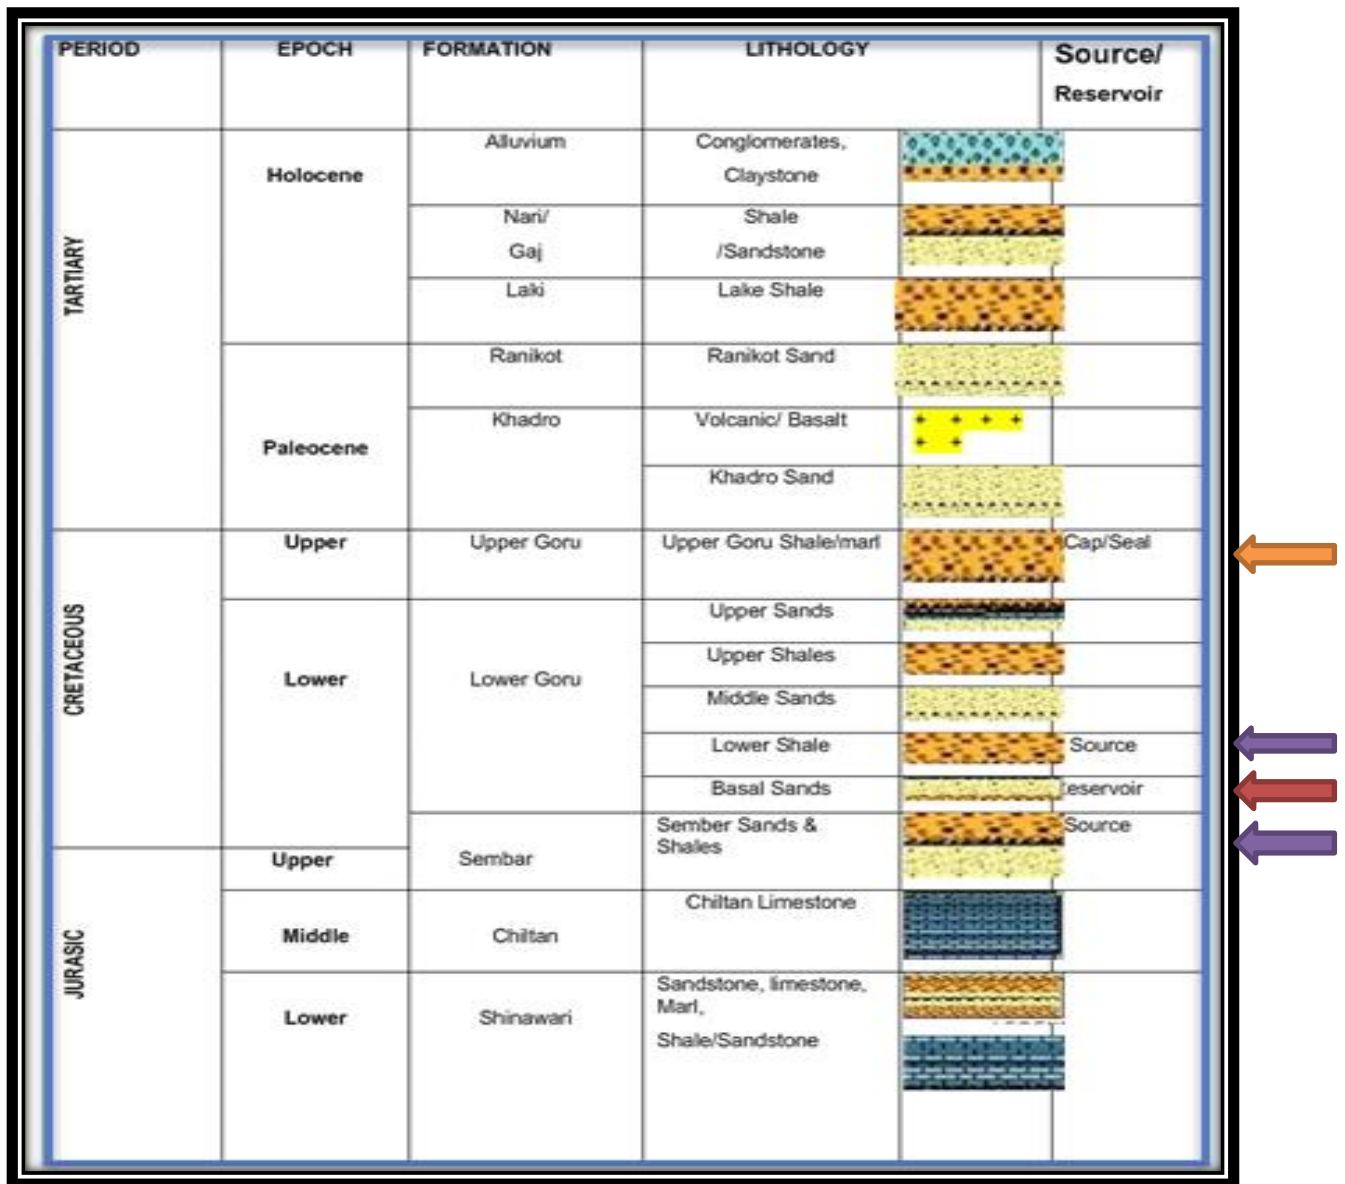 PERIOD EPOCH FORMATION LITHOLOGY Source/
Reservoir
TARTIARY
Holocene
Alluvium Conglomerates,
Claystone
Nari/ Shale
Gaj /Sandstone
Laki Lake Shale
Paleocene
Ranikot Ranikot Sand
Khadro Volcanic/ Basalt
Khadro Sand
CRETACEOUS
Upper Upper Goru Upper Goru Shale/marl Cap/Seal
Lower Lower Goru
Upper Sands
Upper Shales
Middle Sands
Lower Shale Source
Basal Sands eservoir
Sembar
Sember Sands & Source
Shales
JURASIC
Upper
Middle Chiltan Chiltan Limestone
Lower Shinawari
Sandstone, limestone,
Marl,
Shale/Sandstone